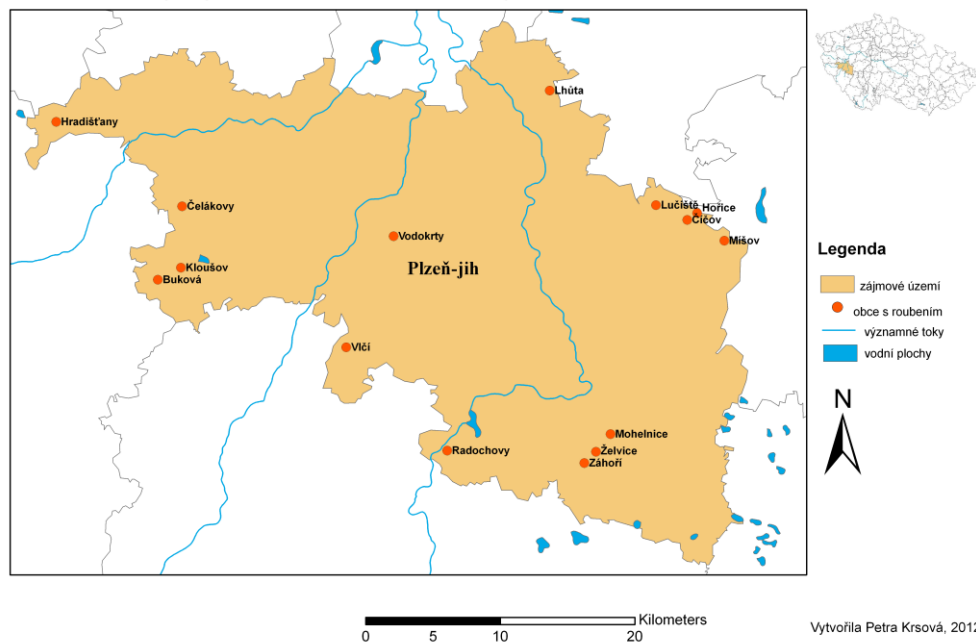 Lhůta
Hradišťany
Čelákovy
Lučiště
Hořice
Číčov
Vodokrty
Míšov
Plzeň-jih
Kloušov
Buková
Vlčí
Mohelnice
Radochovy
Želvice
Záhoří
Legenda
zájmové území
obce s roubením
významné toky
vodní plochy
N
Kilometers
0 5 10 20
Vytvořila Petra Krsová, 2012